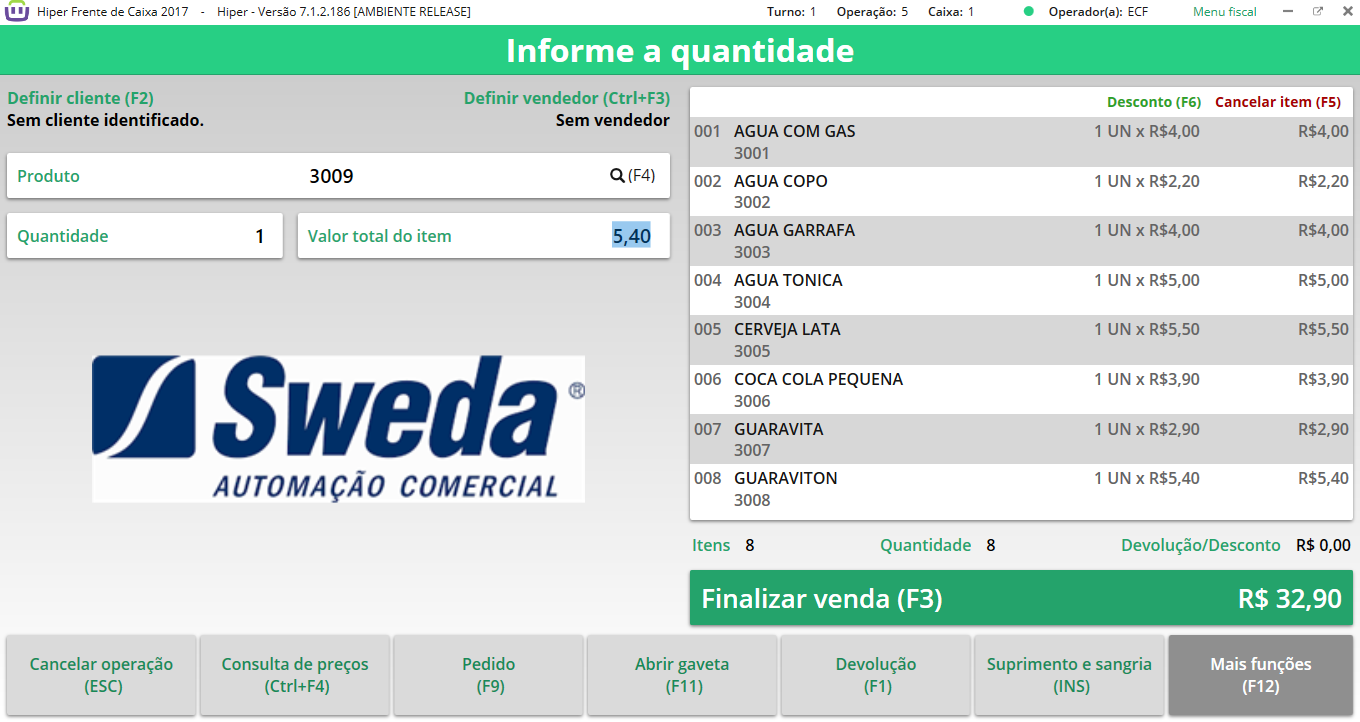 Hiper Frente de Caixa 2017 - Hiper - Versão 7.1.2.186 [AMBIENTE RELEASE] Turno: 1 Operação: 5 Caixa: 1 Operador(a): ECF Menu fiscal
Informe a quantidade
Definir cliente (F2) Definir vendedor (Ctrl+F3)
Sem cliente identificado. Sem vendedor
Produto 3009 (F4)
Quantidade 1 Valor total do item 5,40
Sweda ®
AUTOMAÇÃO COMERCIAL
Desconto (F6) Cancelar item (F5)
001 AGUA COM GAS 1 UN x R$4,00 R$4,00
3001
002 AGUA COPO 1 UN x R$2,20 R$2,20
3002
003 AGUA GARRAFA 1 UN x R$4,00 R$4,00
3003
004 AGUA TONICA 1 UN x R$5,00 R$5,00
3004
005 CERVEJA LATA 1 UN x R$5,50 R$5,50
3005
006 COCA COLA PEQUENA 1 UN x R$3,90 R$3,90
3006
007 GUARAVITA 1 UN x R$2,90 R$2,90
3007
008 GUARAVITON 1 UN x R$5,40 R$5,40
3008
Itens 8 Quantidade 8 Devolução/Desconto R$ 0,00
Finalizar venda (F3) R$ 32,90
Cancelar operação
(ESC)
Consulta de preços
(Ctrl+F4)
Pedido
(F9)
Abrir gaveta
(F11)
Devolução
(F1)
Suprimento e sangria
(INS)
Mais funções
(F12)